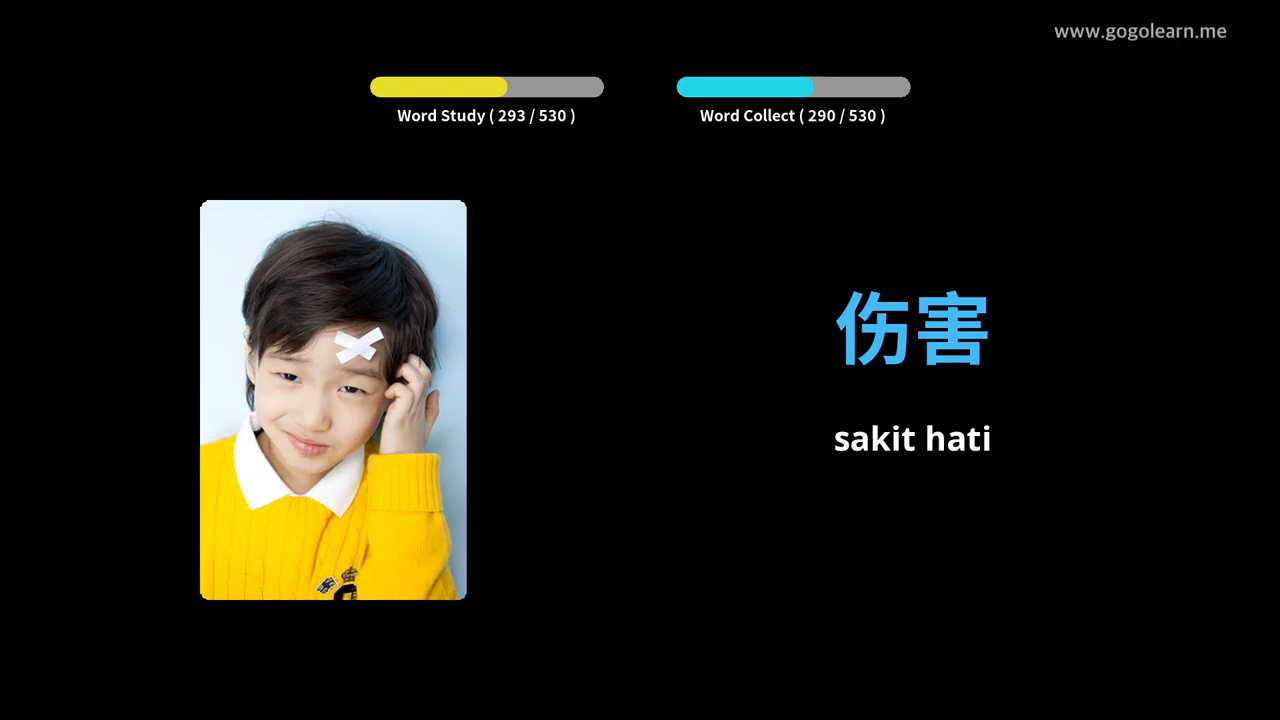 www.gogolearn.me
Word Study ( 293 / 530 )
Word Collect ( 290 / 530 )
伤害
sakit hati